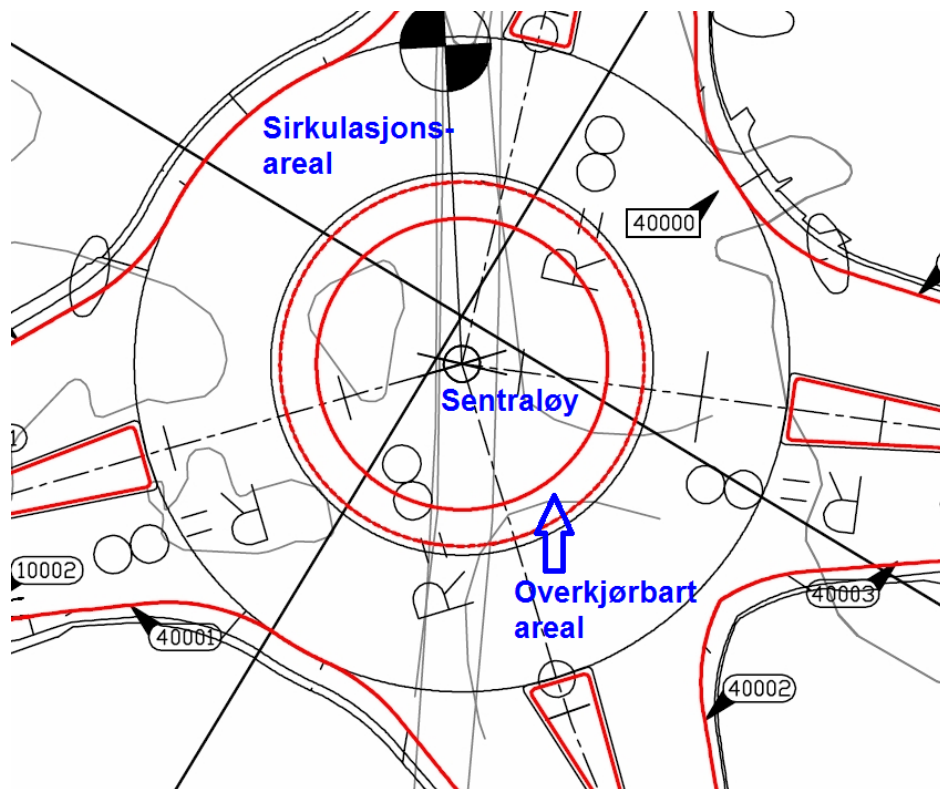 Sirkulasjons-
areal
40000
Sentraløy
R=
R=
R=
R=
10002
Overkjørbart
areal
40003
40001
40002